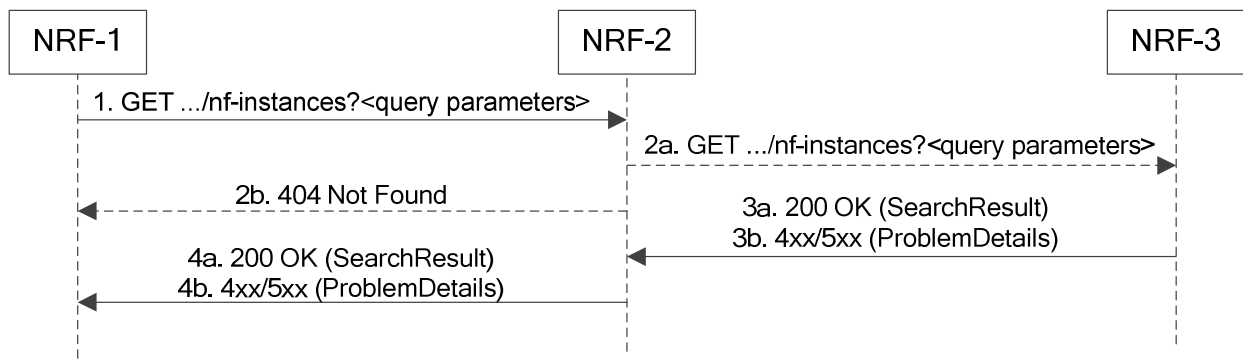 NRF-1
NRF-2
NRF-3
1. GET .../nf-instances?<query parameters>
2a. GET .../nf-instances?<query parameters>
2b. 404 Not Found
3a. 200 OK (SearchResult)
3b. 4xx/5xx (ProblemDetails)
4a. 200 OK (SearchResult)
4b. 4xx/5xx (ProblemDetails)